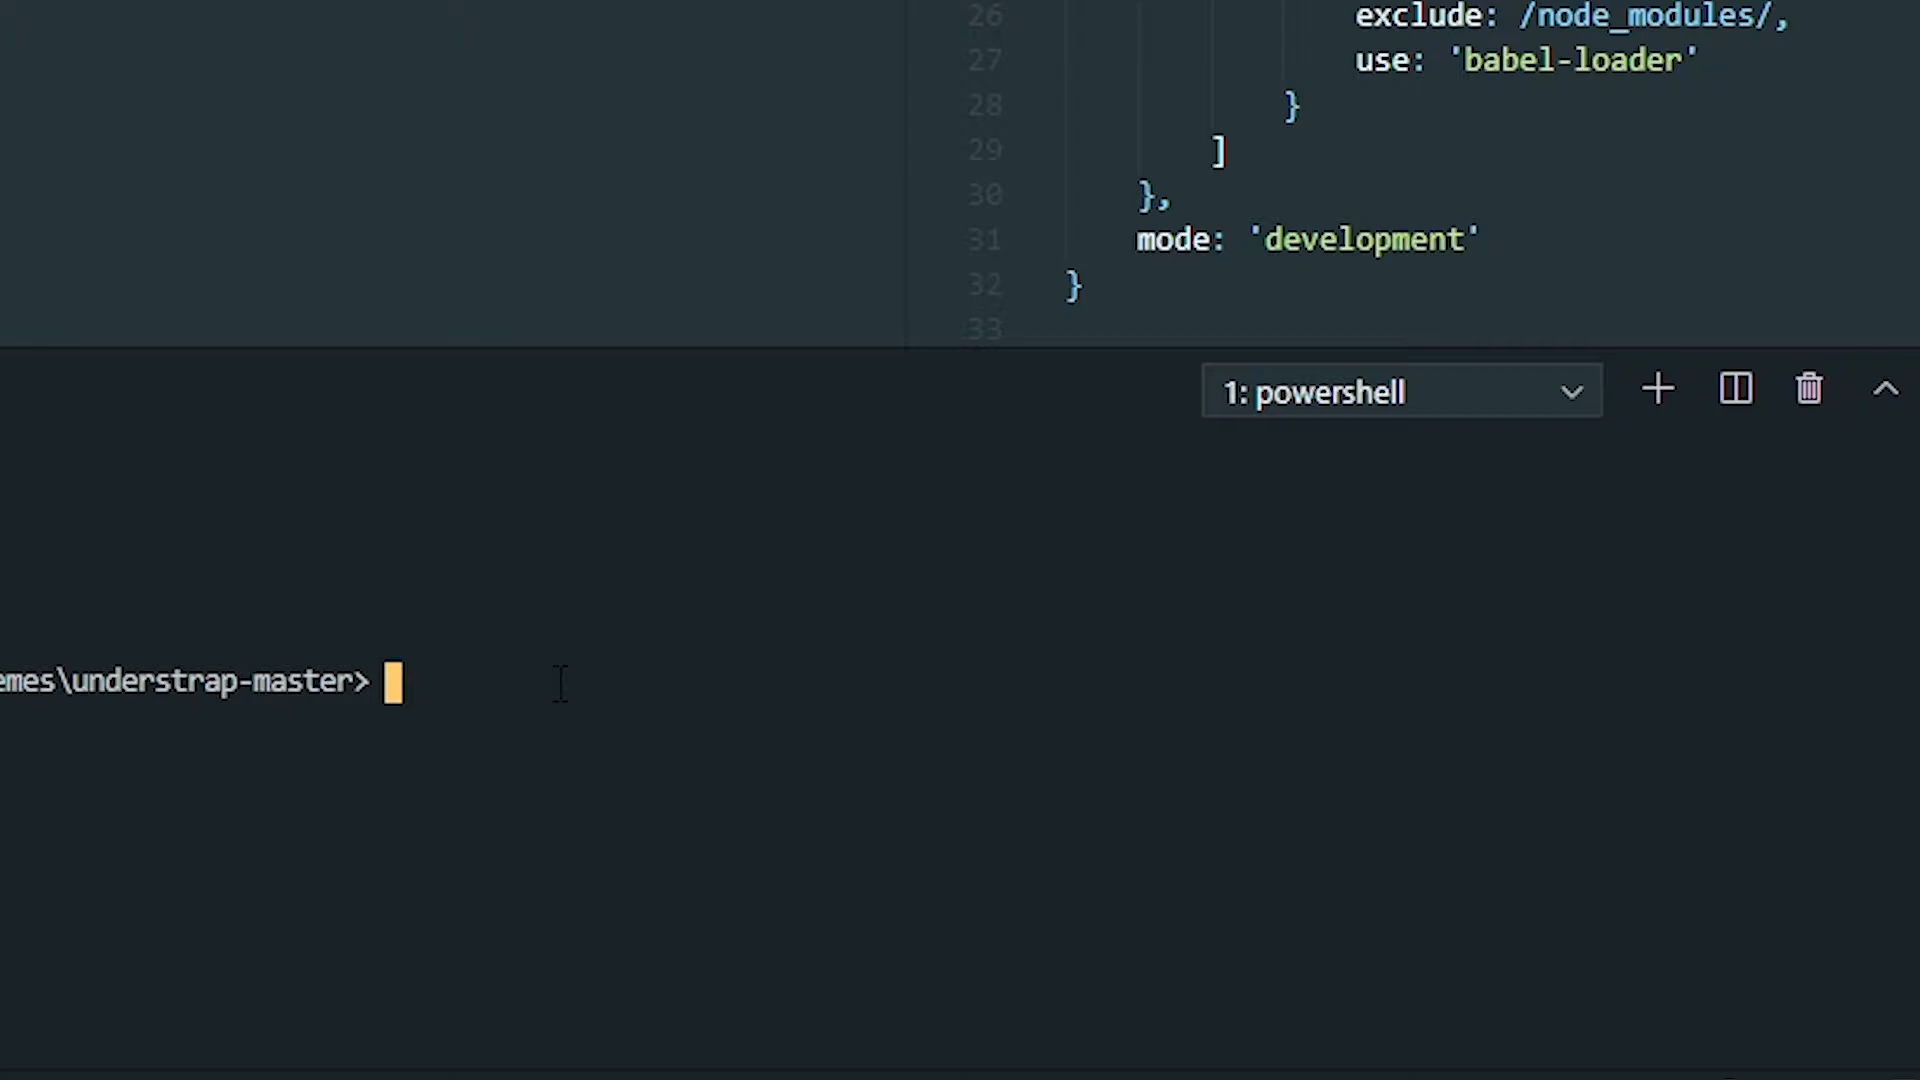 26 exclude: /node_modules/,
27 use: 'babel-loader'
28 }
29 ]
30 },
31 mode: 'development'
32 }
33
1: powershell
emes\understrap-master>